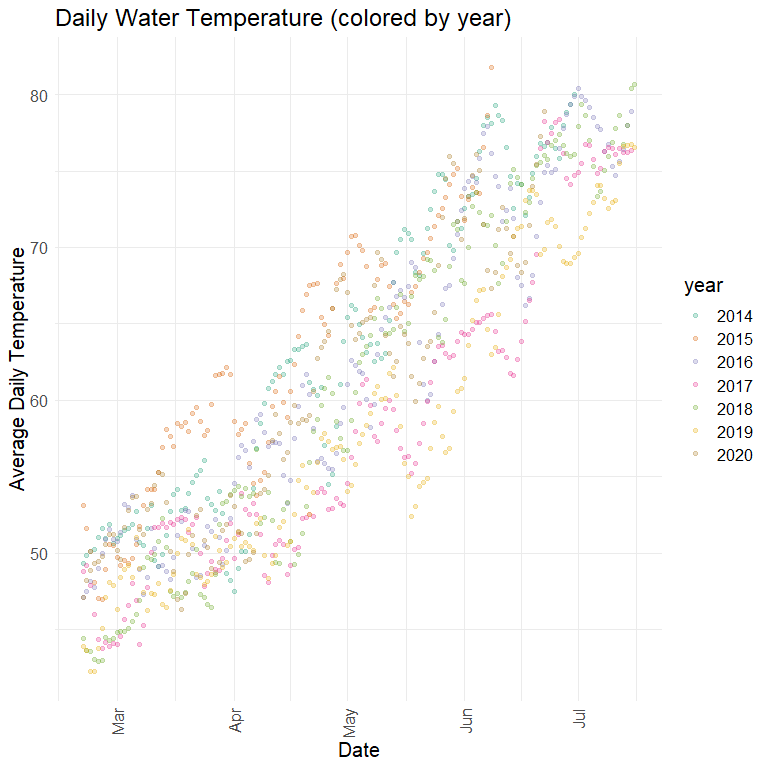 Daily Water Temperature (colored by year)
80
70
60
50
Average Daily Temperature
Mar
Apr
May
Jun
Jul
Date
year
2014
2015
2016
2017
2018
2019
2020